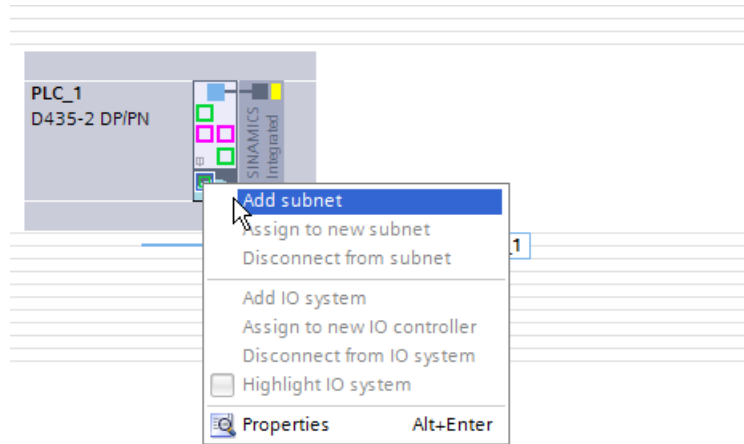 PLC_1
D435-2 DP/PN
SINAMICS
Integrated
Add subnet
Assign to new subnet
Disconnect from subnet
_1
Add IO system
Assign to new IO controller
Disconnect from IO system
Highlight IO system
Properties Alt+Enter